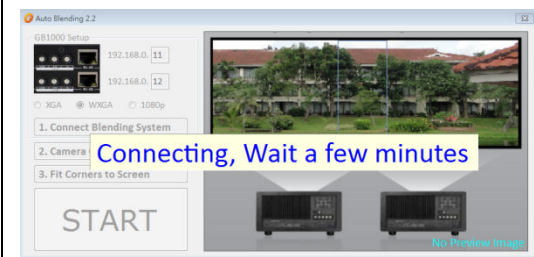 Auto Blending 2.2
GB1000 Setup
192.168.0. 11
192.168.0. 12
XGA WXGA 1080p
1. Connect Blending System
2. Camera
Connecting, Wait a few minutes
3. Fit Corners to Screen
START
No Preview Image